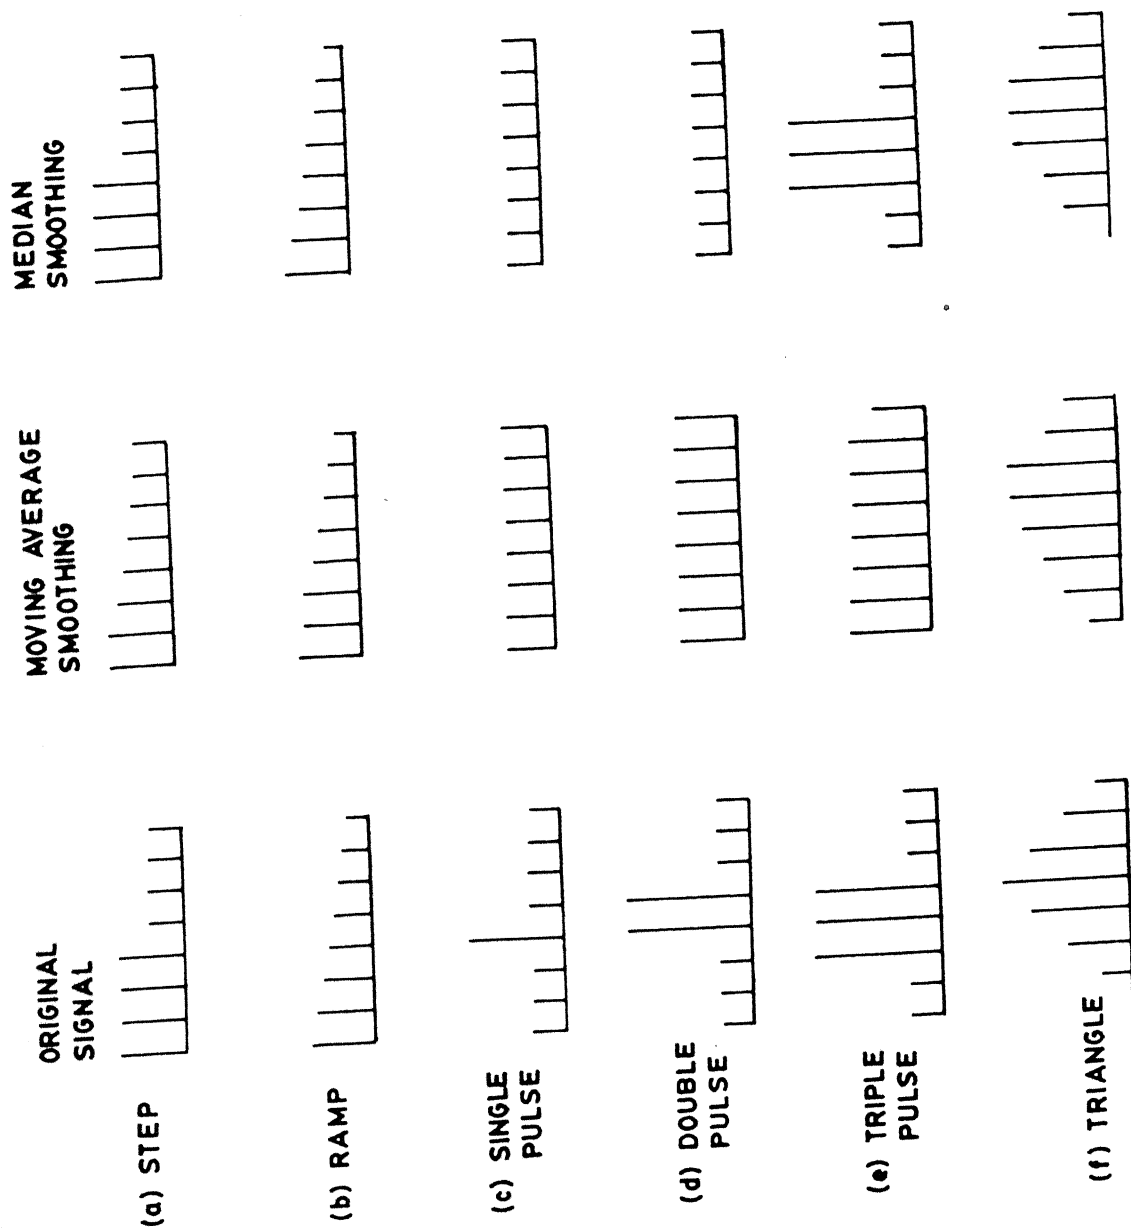 ORIGINAL
SIGNAL
MOVING AVERAGE
SMOOTHING
MEDIAN
SMOOTHING
(a) STEP
(b) RAMP
(c) SINGLE
PULSE
(d) DOUBLE
PULSE
(e) TRIPLE
PULSE
(f) TRIANGLE